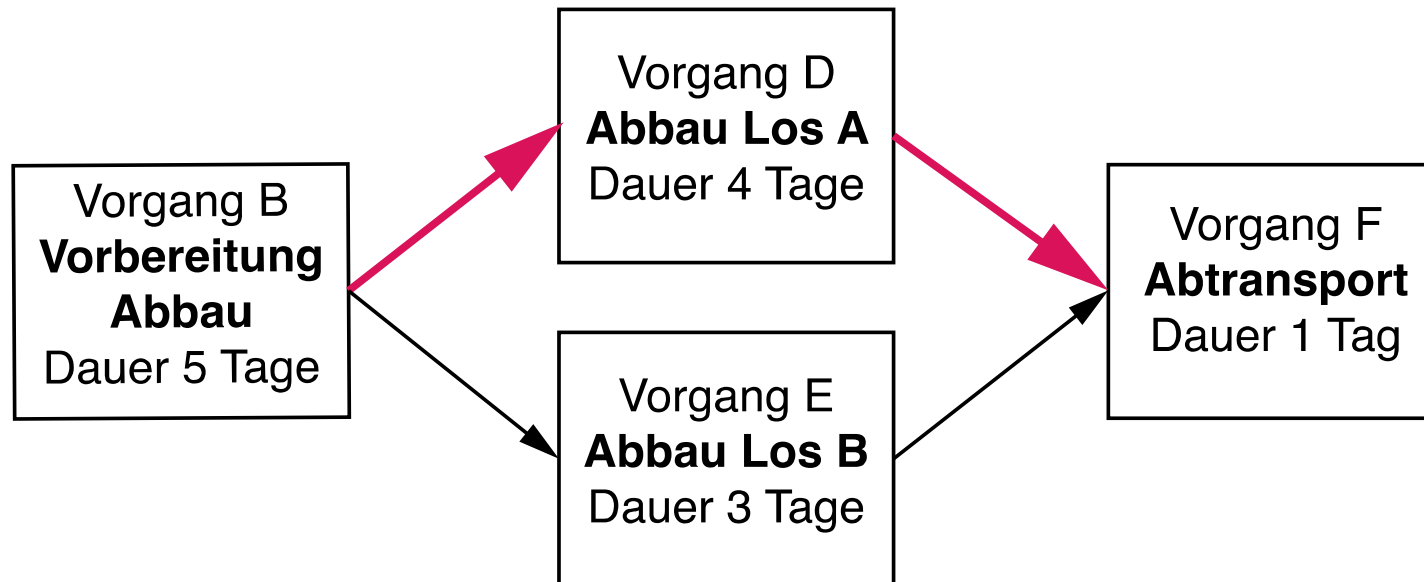 Vorgang B
Vorbereitung
Abbau
Dauer 5 Tage
Vorgang D
Abbau Los A
Dauer 4 Tage
Vorgang E
Abbau Los B
Dauer 3 Tage
Vorgang F
Abtransport
Dauer 1 Tag